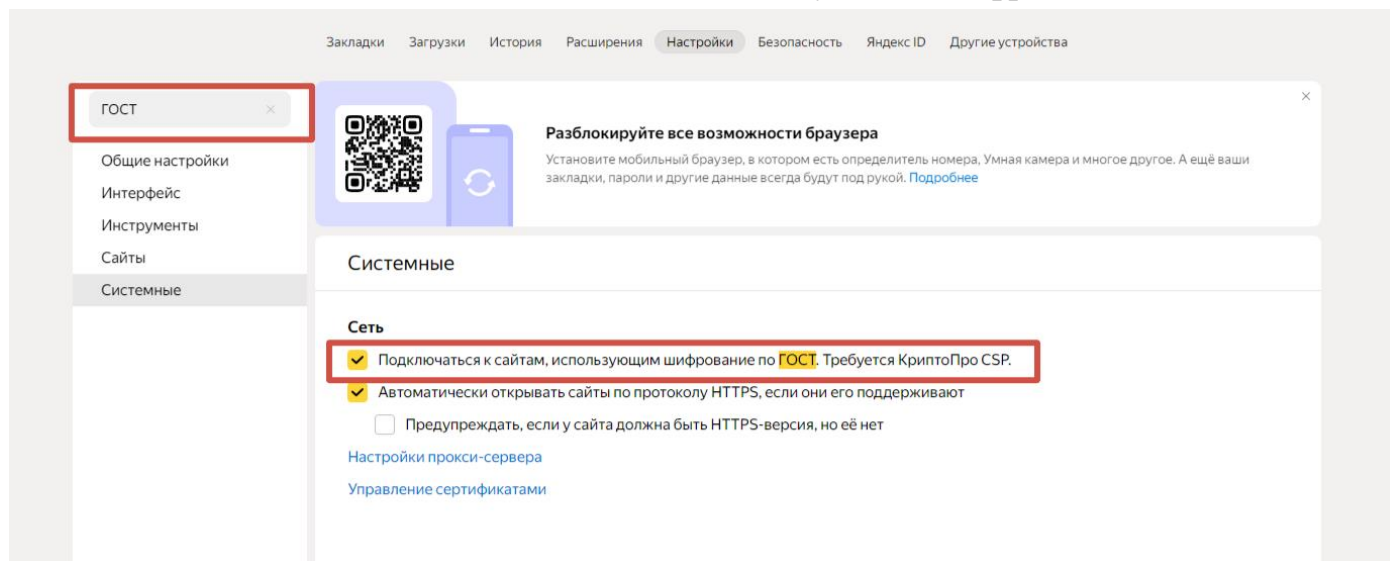 Закладки Загрузки История Расширения Настройки Безопасность Яндекс ID Другие устройства
ГОСТ
Общие настройки
Интерфейс
Инструменты
Сайты
Системные
Разблокируйте все возможности браузера
Установите мобильный браузер, в котором есть определитель номера, Умная камера и многое другое. А ещё ваши
закладки, пароли и другие данные всегда будут под рукой. Подробнее
Системные
Сеть
Подключаться к сайтам, использующим шифрование по ГОСТ. Требуется КриптоПро CSP.
Автоматически открывать сайты по протоколу HTTPS, если они его поддерживают
Предупреждать, если у сайта должна быть HTTPS-версия, но её нет
Настройки прокси-сервера
Управление сертификатами